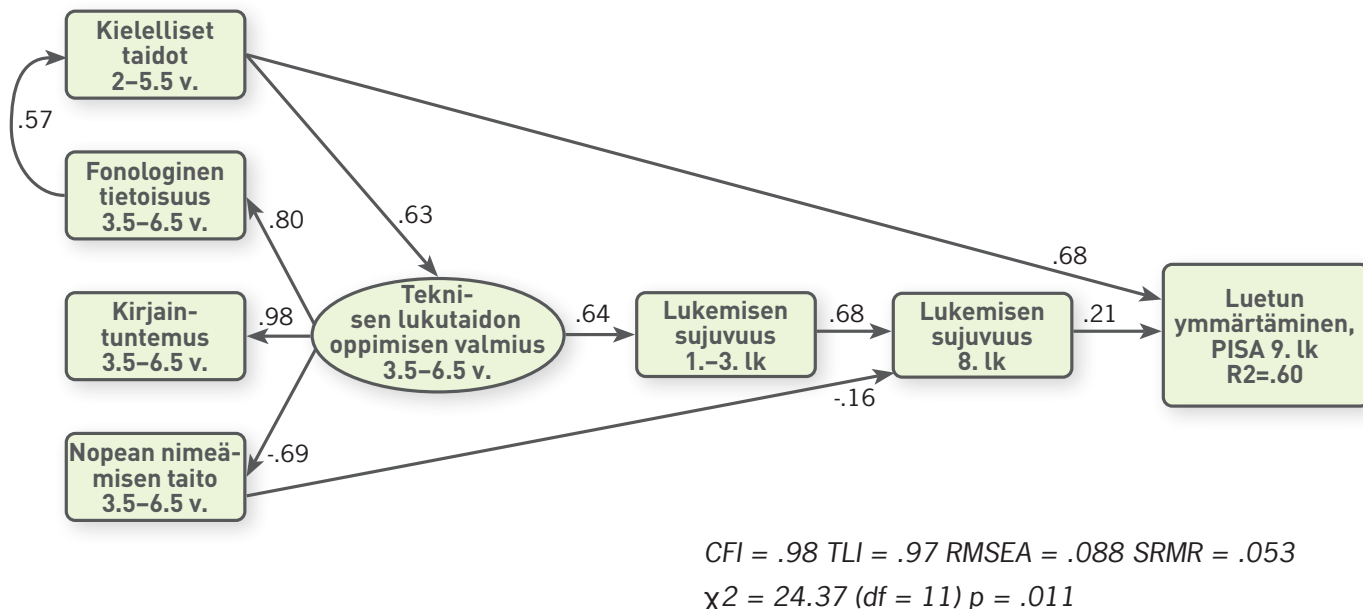 Kielelliset
taidot
2–5.5 v.
.57
Fonologinen
tietoisuus
3.5–6.5 v.
.80
.63
.68
Kirjain-
tuntemus
3.5–6.5 v.
.98
Tekni-
sen lukutaidon
oppimisen valmius
3.5–6.5 v.
.64
Lukemisen
sujuvuus
1.–3. lk
.68
Lukemisen
sujuvuus
8. lk
.21
Luetun
ymmärtäminen,
PISA 9. lk
R2=.60
-.16
Nopean nimeä-
misen taito
3.5–6.5 v.
-.69
CFI = .98 TLI = .97 RMSEA = .088 SRMR = .053
χ2 = 24.37 (df = 11) p = .011